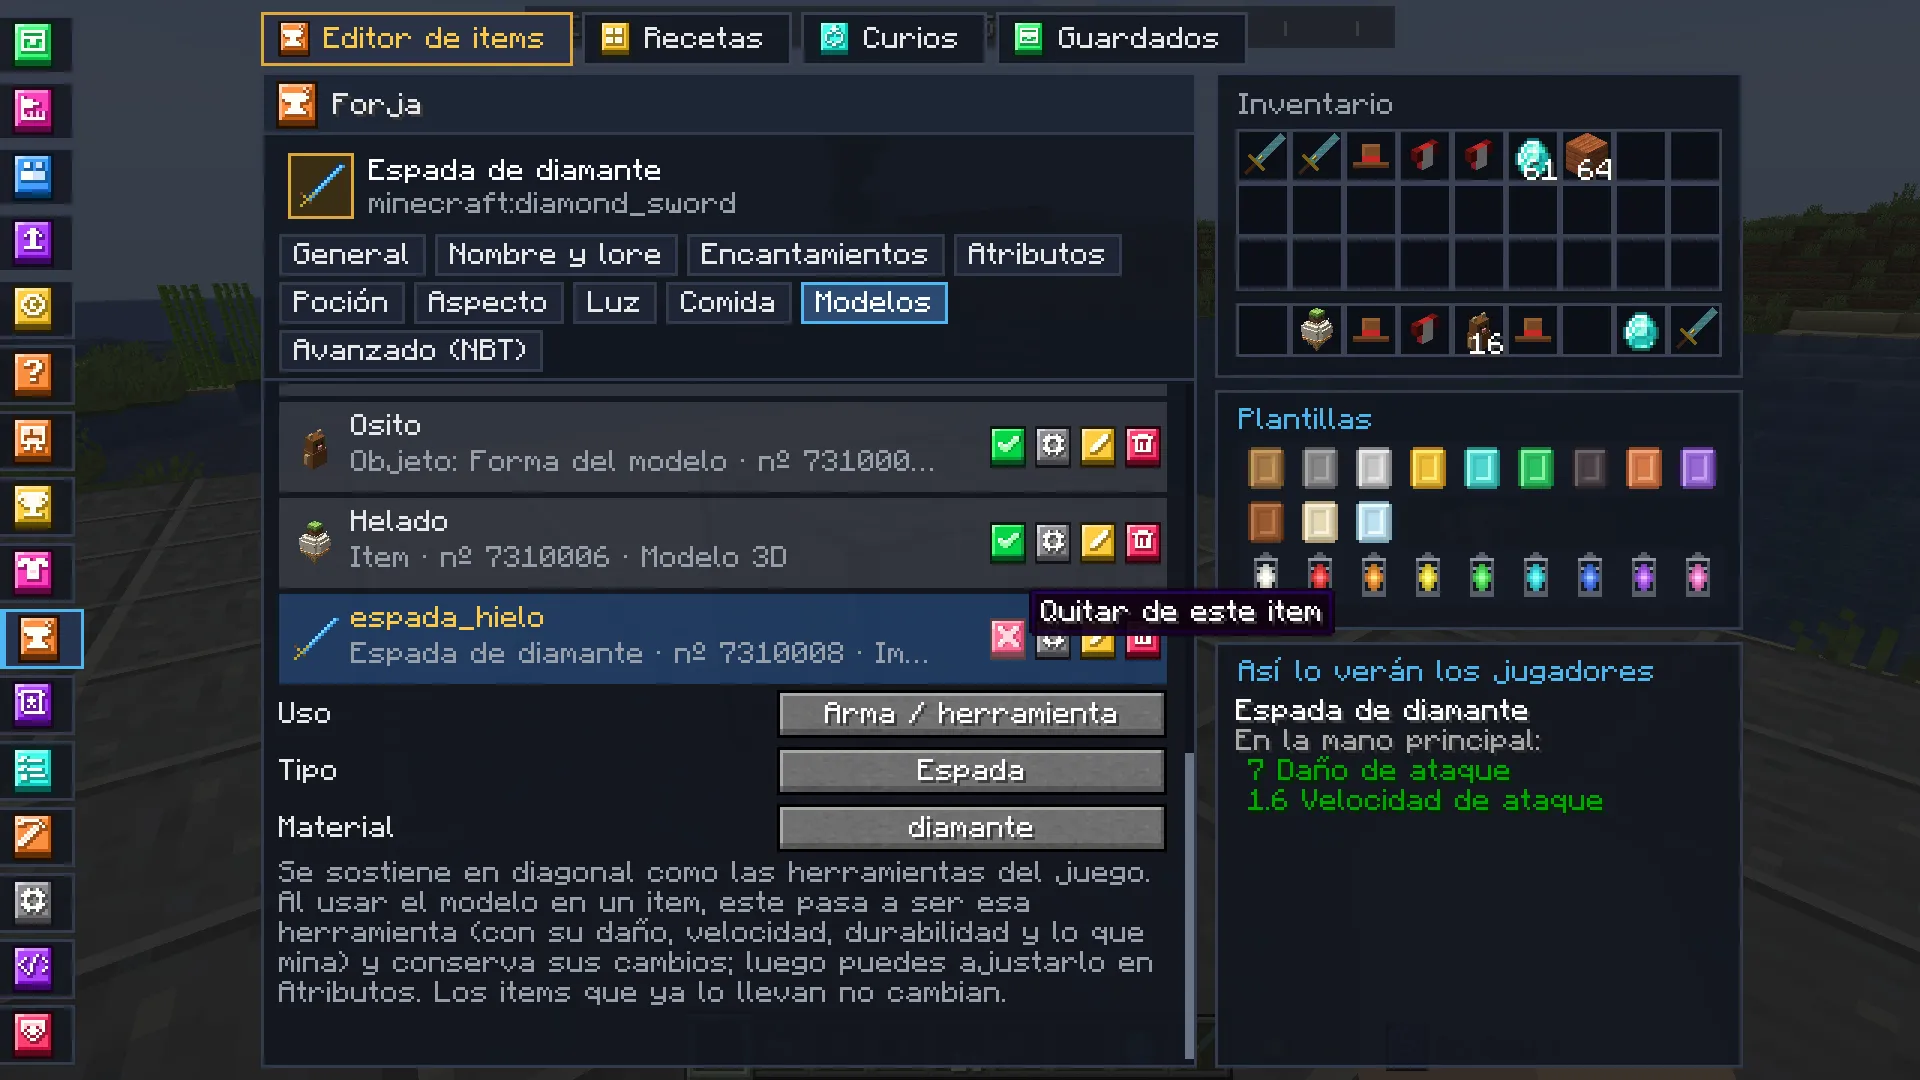 Editor de items
Recetas
Curios
Guardados
Forja
Espada de diamante
minecraft:diamond_sword
General
Nombre y lore
Encantamientos
Atributos
Poción
Aspecto
Luz
Comida
Modelos
Avanzado (NBT)
Osito
Objeto: Forma del modelo · nº 731000...
Helado
Item · nº 7310006 · Modelo 3D
espada_hielo
Espada de diamante · nº 7310008 · Im...
Quitar de este item
Uso
Arma / herramienta
Tipo
Espada
Material
diamante
Se sostiene en diagonal como las herramientas del juego.
Al usar el modelo en un item, este pasa a ser esa
herramienta (con su daño, velocidad, durabilidad y lo que
mina) y conserva sus cambios; luego puedes ajustarlo en
Atributos. Los items que ya lo llevan no cambian.
Inventario
61
64
16
Plantillas
Así lo verán los jugadores
Espada de diamante
En la mano principal:
7 Daño de ataque
1.6 Velocidad de ataque